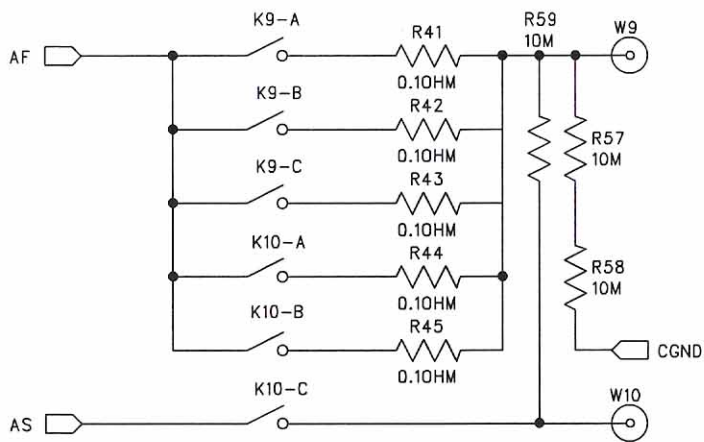 K9-A
R41
R59
10M
W9
AF
0.1OHM
K9-B
R42
0.1OHM
R57
10M
K9-C
R43
0.1OHM
K10-A
R44
0.1OHM
R58
10M
K10-B
R45
0.1OHM
CGND
K10-C
W10
AS